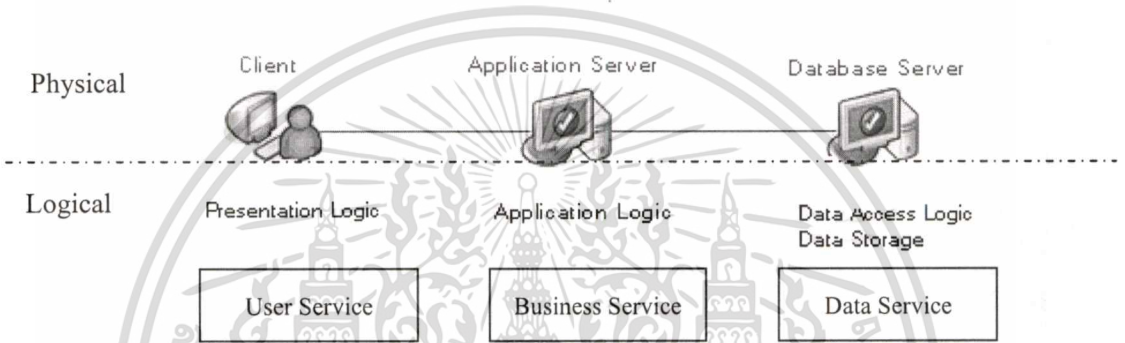 Client Application Server Database Server
Physical
Logical
Presentation Logic Application Logic Data Access Logic
Data Storage
User Service Business Service Data Service